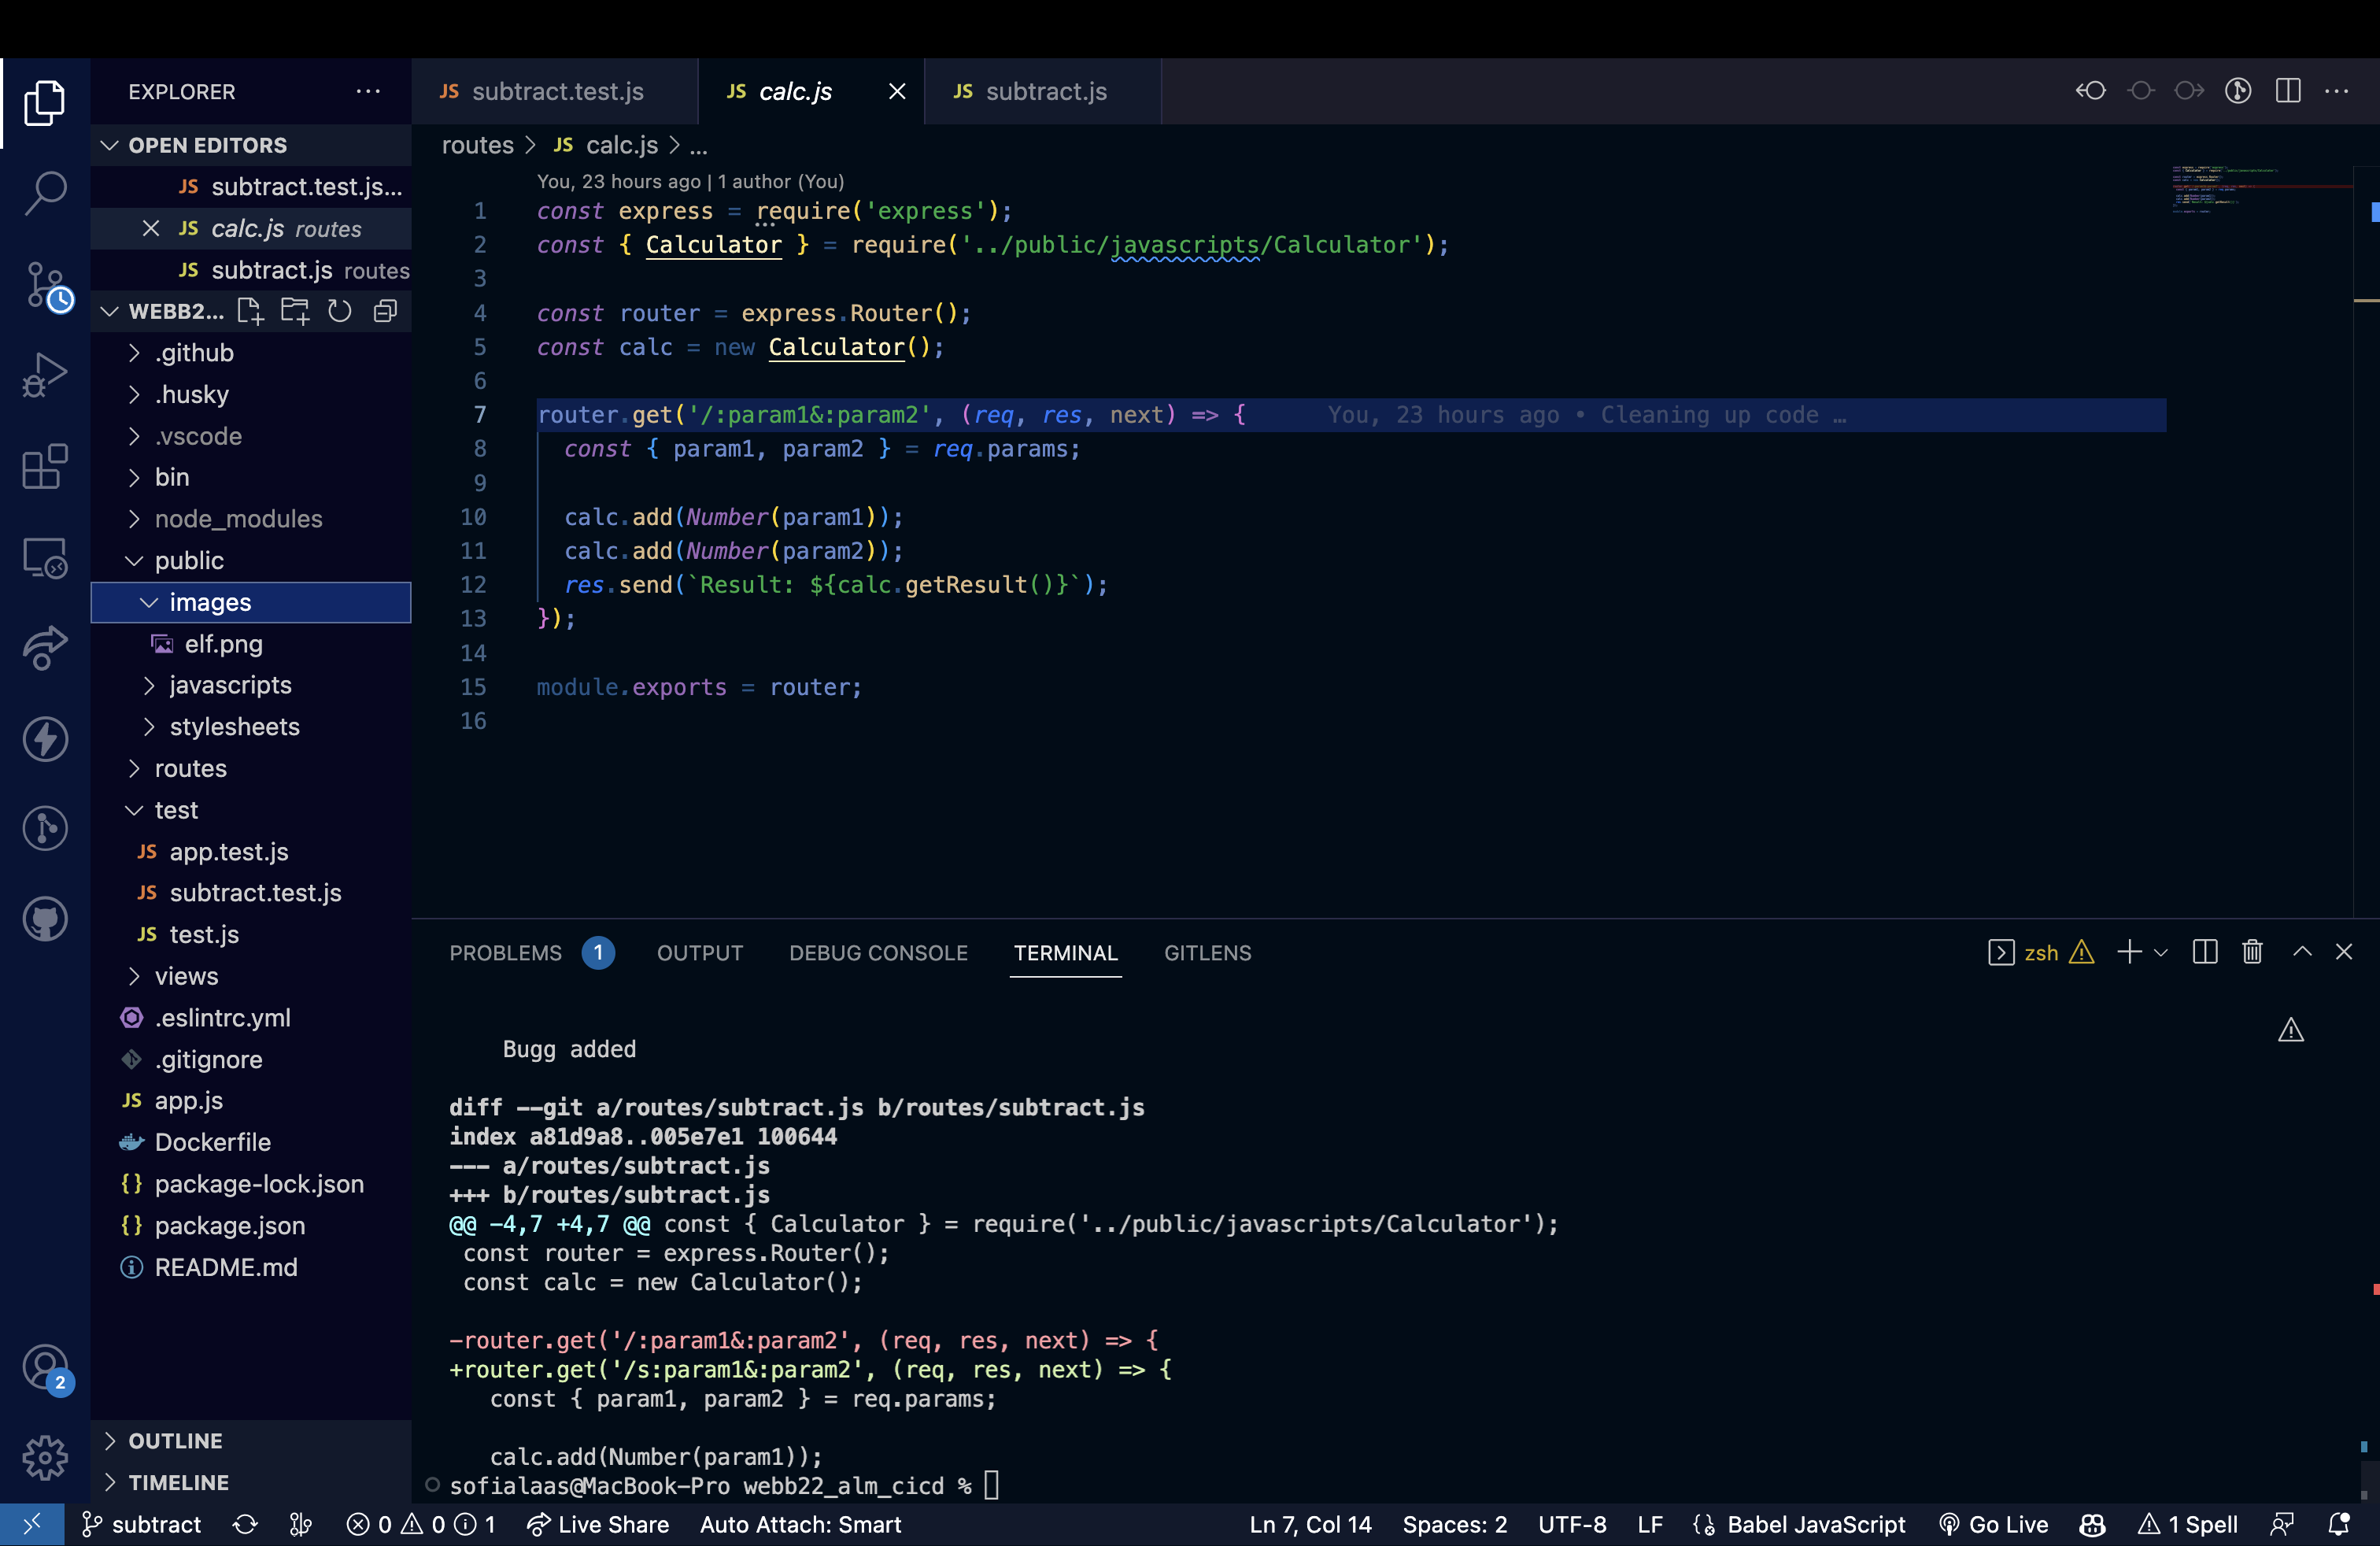 EXPLORER
OPEN EDITORS
JS subtract.test.js...
JS calc.js routes
JS subtract.js routes
WEBB2...
.github
.husky
.vscode
bin
node_modules
public
images
elf.png
javascripts
stylesheets
routes
test
JS app.test.js
JS subtract.test.js
JS test.js
views
.eslintrc.yml
.gitignore
JS app.js
Dockerfile
{} package-lock.json
{} package.json
README.md
OUTLINE
TIMELINE
2
JS subtract.test.js
JS calc.js
JS subtract.js
routes > JS calc.js > ...
You, 23 hours ago | 1 author (You)
1 const express = require('express');
2 const { Calculator } = require('../public/javascripts/Calculator');
3
4 const router = express.Router();
5 const calc = new Calculator();
6
7 router.get('/:param1&:param2', (req, res, next) => { You, 23 hours ago • Cleaning up code …
8 const { param1, param2 } = req.params;
9
10 calc.add(Number(param1));
11 calc.add(Number(param2));
12 res.send(`Result: ${calc.getResult()}`);
13 });
14
15 module.exports = router;
16
PROBLEMS 1 OUTPUT DEBUG CONSOLE TERMINAL GITLENS zsh
Bugg added
diff --git a/routes/subtract.js b/routes/subtract.js
index a81d9a8..005e7e1 100644
--- a/routes/subtract.js
+++ b/routes/subtract.js
@@ -4,7 +4,7 @@ const { Calculator } = require('../public/javascripts/Calculator');
const router = express.Router();
const calc = new Calculator();
-router.get('/:param1&:param2', (req, res, next) => {
+router.get('/s:param1&:param2', (req, res, next) => {
const { param1, param2 } = req.params;
calc.add(Number(param1));
sofialaas@MacBook-Pro webb22_alm_cicd %
subtract 0 0 1 Live Share Auto Attach: Smart Ln 7, Col 14 Spaces: 2 UTF-8 LF Babel JavaScript Go Live 1 Spell